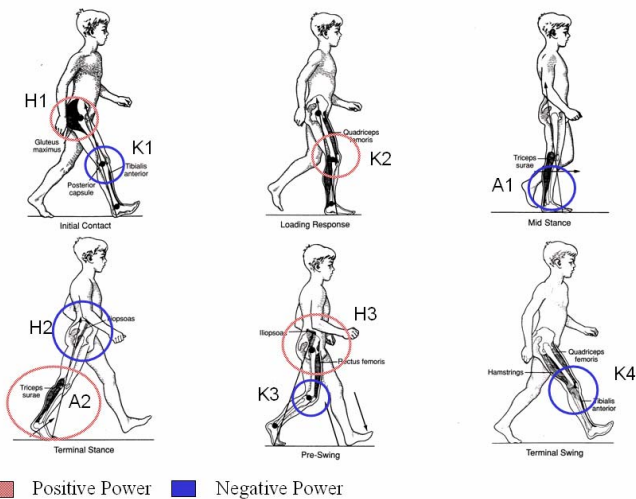 H1
Gluteus
maximus
K1
Tibialis
anterior
Posterior
capsule
Initial Contact
Quadriceps
femoris
K2
Loading Response
Triceps
surae
A1
Mid Stance
H2
Iliopsoas
Triceps
surae
A2
Terminal Stance
H3
Iliopsoas
Rectus femoris
K3
Pre-Swing
Quadriceps
femoris
Hamstrings
K4
Tibialis
anterior
Terminal Swing
Positive Power
Negative Power